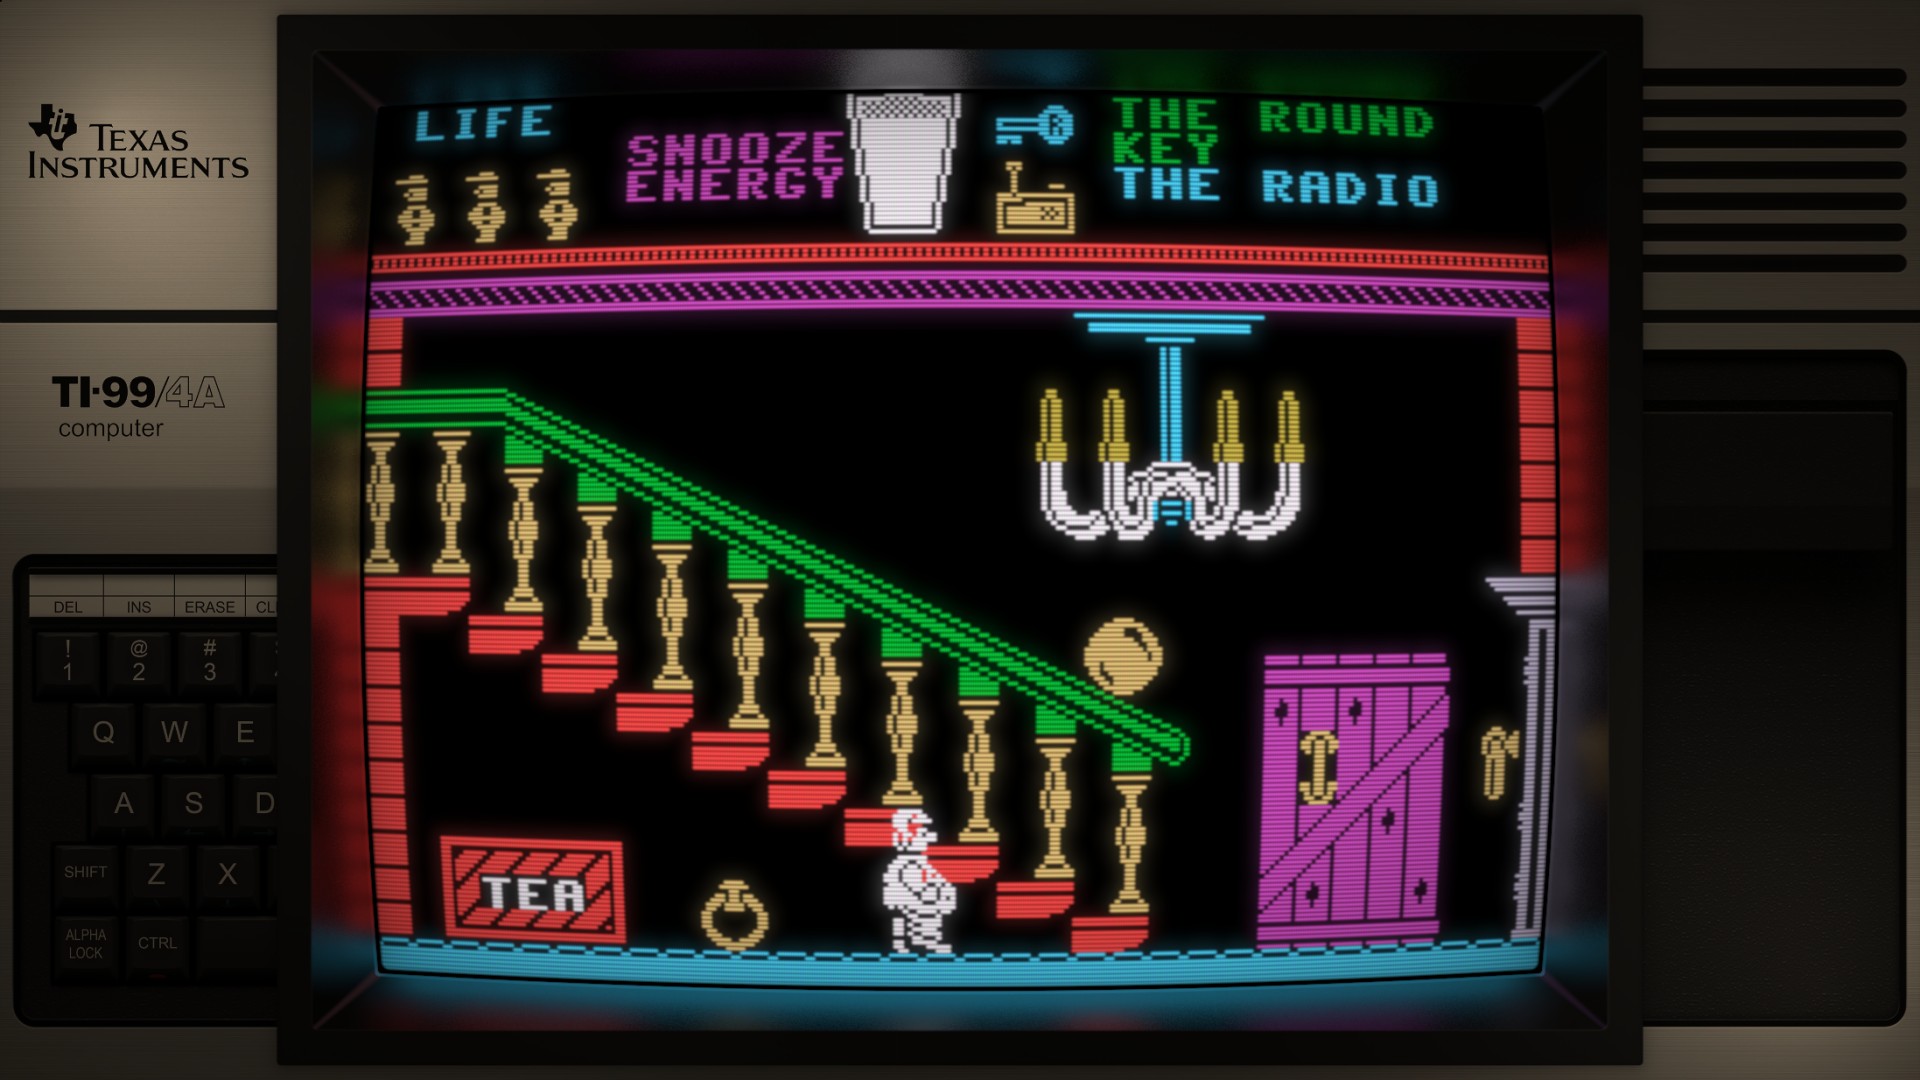 LIFE
SNOOZE
ENERGY
R
THE ROUND
KEY
THE RADIO
TEA
TEXAS
INSTRUMENTS
TI-99/4A
computer
DEL INS ERASE
! @ #
1 2 3
Q W E
A S D
SHIFT Z X
ALPHA
LOCK CTRL